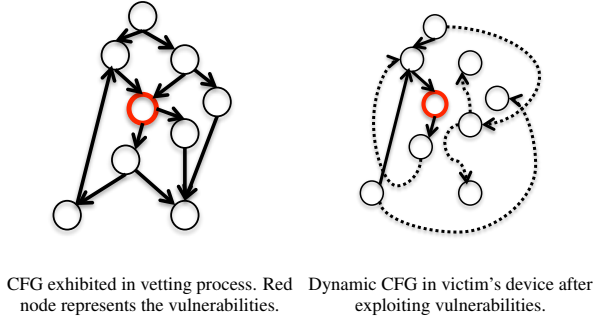 CFG exhibited in vetting process. Red
node represents the vulnerabilities.
Dynamic CFG in victim's device after
exploiting vulnerabilities.